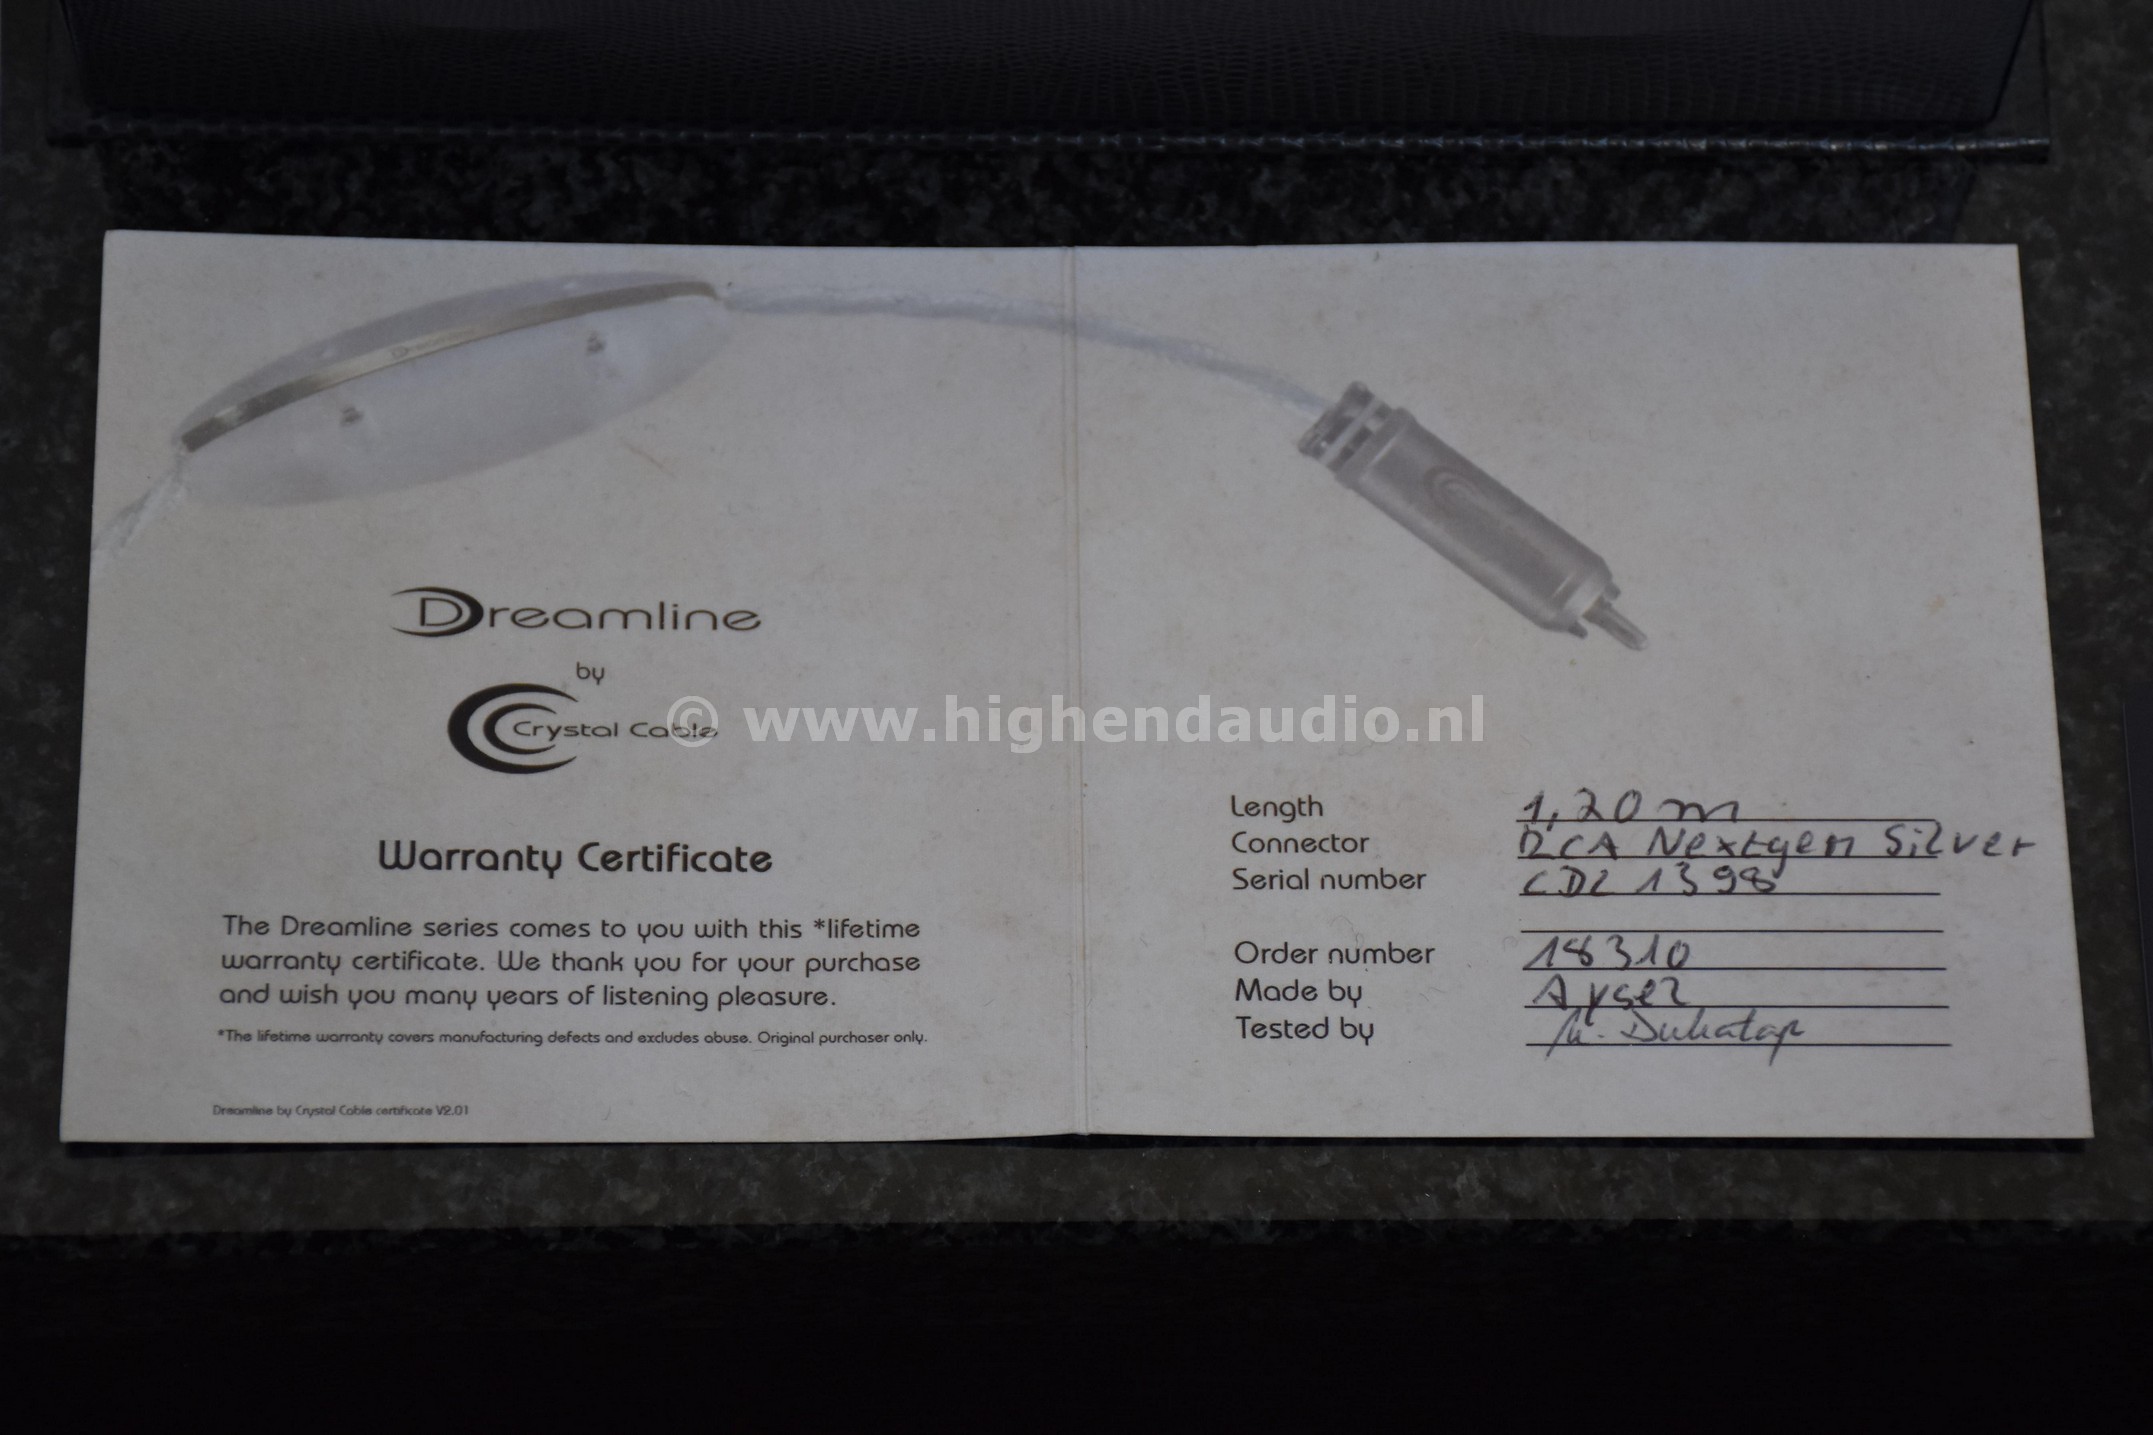 Dreamline
by
Crystal Cable
© www.highendaudio.nl
Warranty Certificate
The Dreamline series comes to you with this *lifetime
warranty certificate. We thank you for your purchase
and wish you many years of listening pleasure.
*The lifetime warranty covers manufacturing defects and excludes abuse. Original purchaser only.
Dreamline by Crystal Cable certificate V2.01
Length 1,20 m
Connector RCA Nextgen Silver
Serial number CDL 1398
Order number 18310
Made by Aysel
Tested by